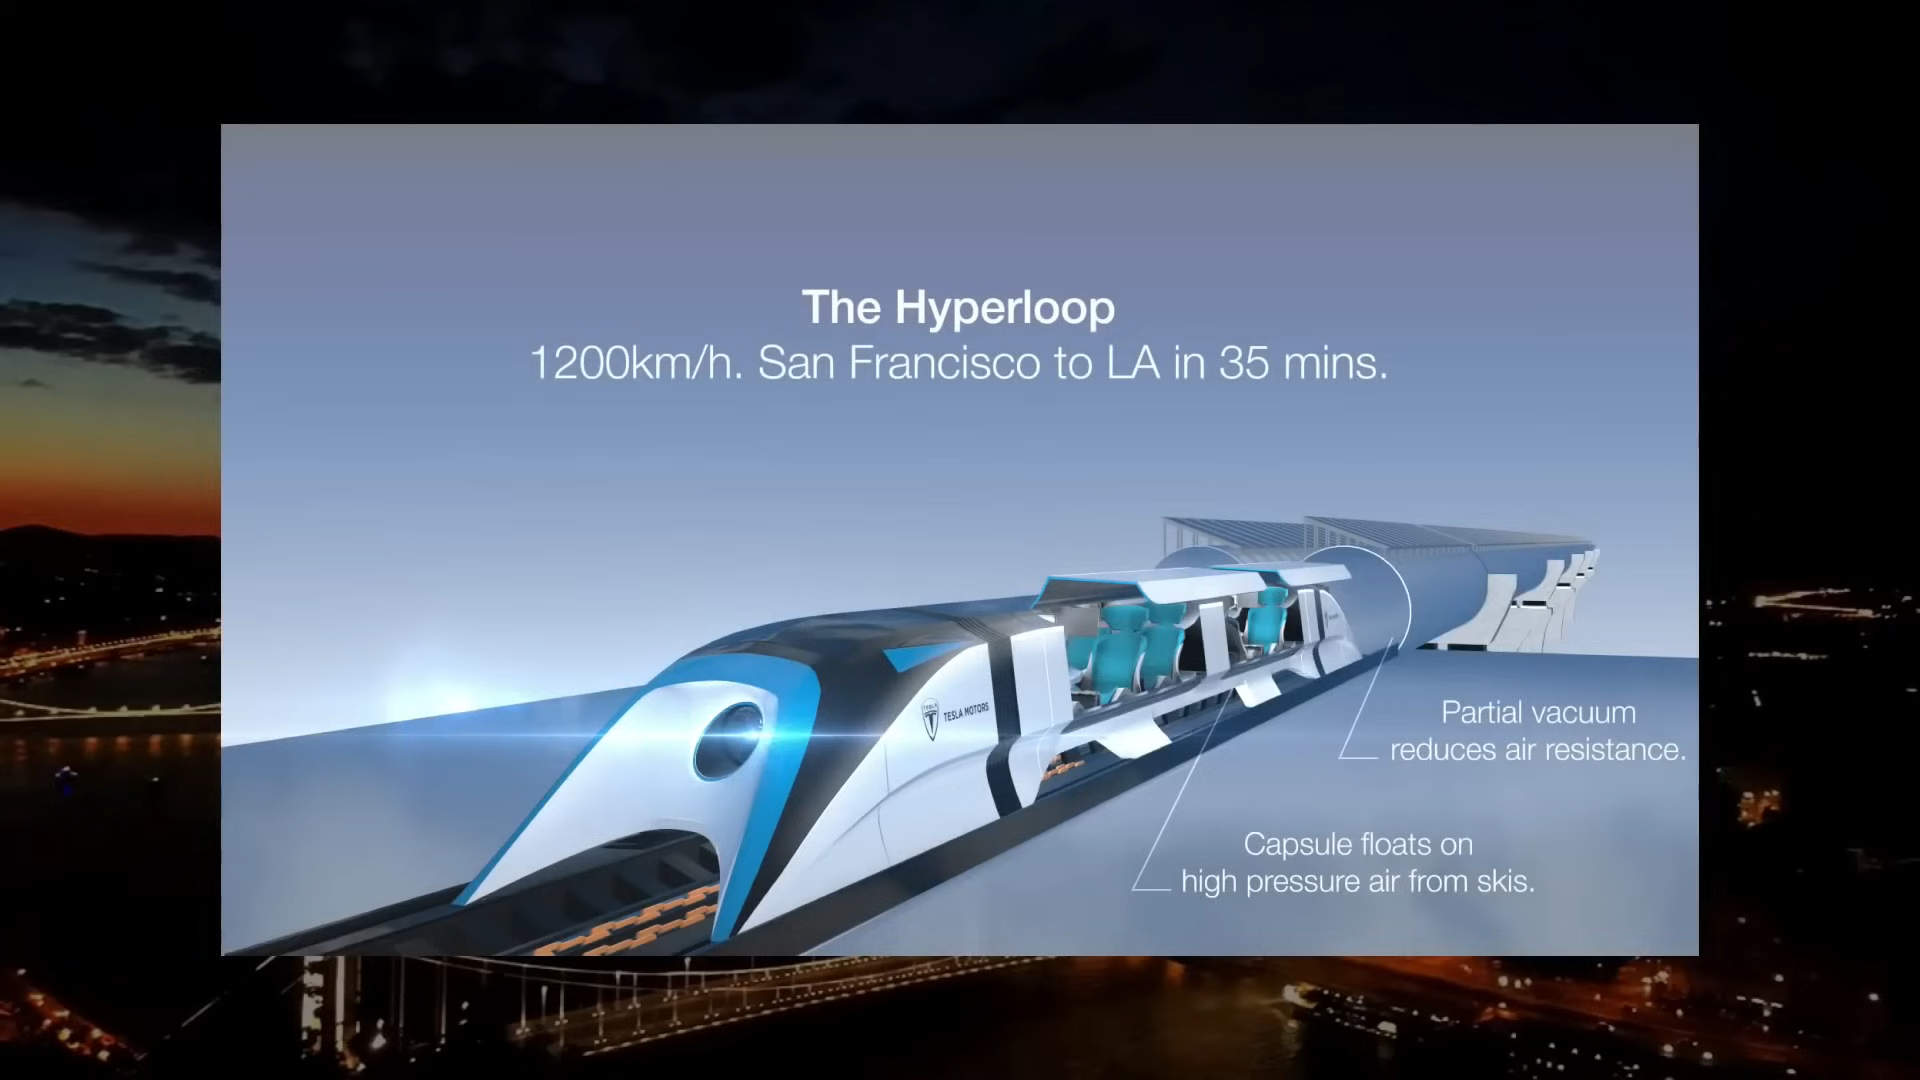 The Hyperloop
1200km/h. San Francisco to LA in 35 mins.
TESLA MOTORS
Partial vacuum
reduces air resistance.
Capsule floats on
high pressure air from skis.